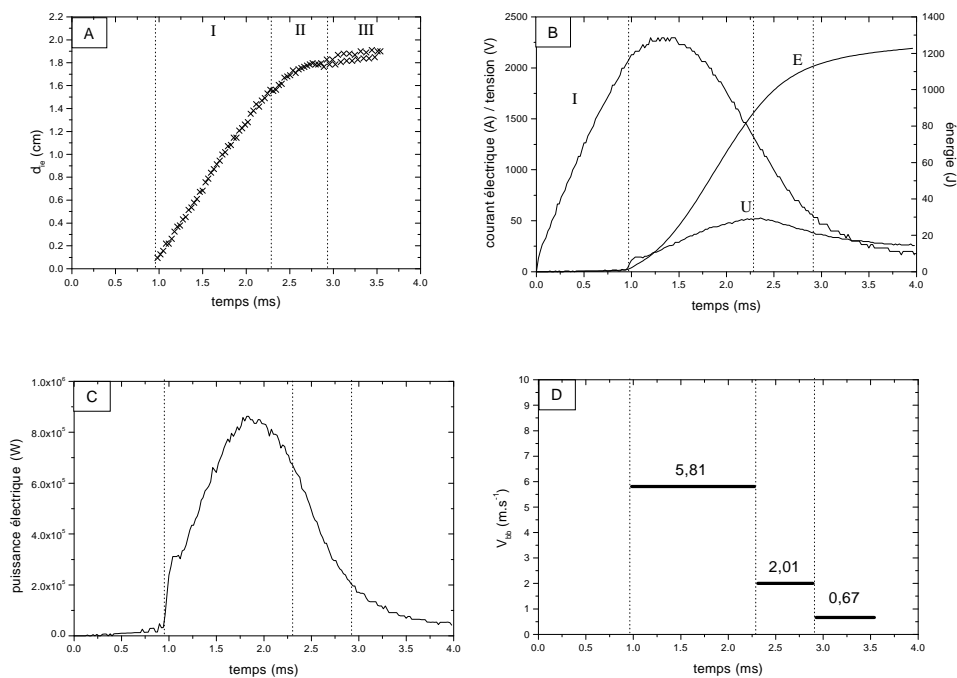 A
I
II
III
2.2
2.0
1.8
1.6
1.4
1.2
1.0
0.8
0.6
0.4
0.2
0.0
d_ie (cm)
0.0 0.5 1.0 1.5 2.0 2.5 3.0 3.5 4.0
temps (ms)
B
I
E
U
2500
2000
1500
1000
50
0
courant électrique (A) / tension (V)
1400
1200
1000
80
60
40
20
0
énergie (J)
0.0 0.5 1.0 1.5 2.0 2.5 3.0 3.5 4.0
temps (ms)
C
1.0x10⁶
8.0x10⁵
6.0x10⁵
4.0x10⁵
2.0x10⁵
0.0
puissance électrique (W)
0.0 0.5 1.0 1.5 2.0 2.5 3.0 3.5 4.0
temps (ms)
D
5,81
2,01
0,67
10
9
8
7
6
5
4
3
2
1
0
V_bb (m.s⁻¹)
0.0 0.5 1.0 1.5 2.0 2.5 3.0 3.5 4.0
temps (ms)